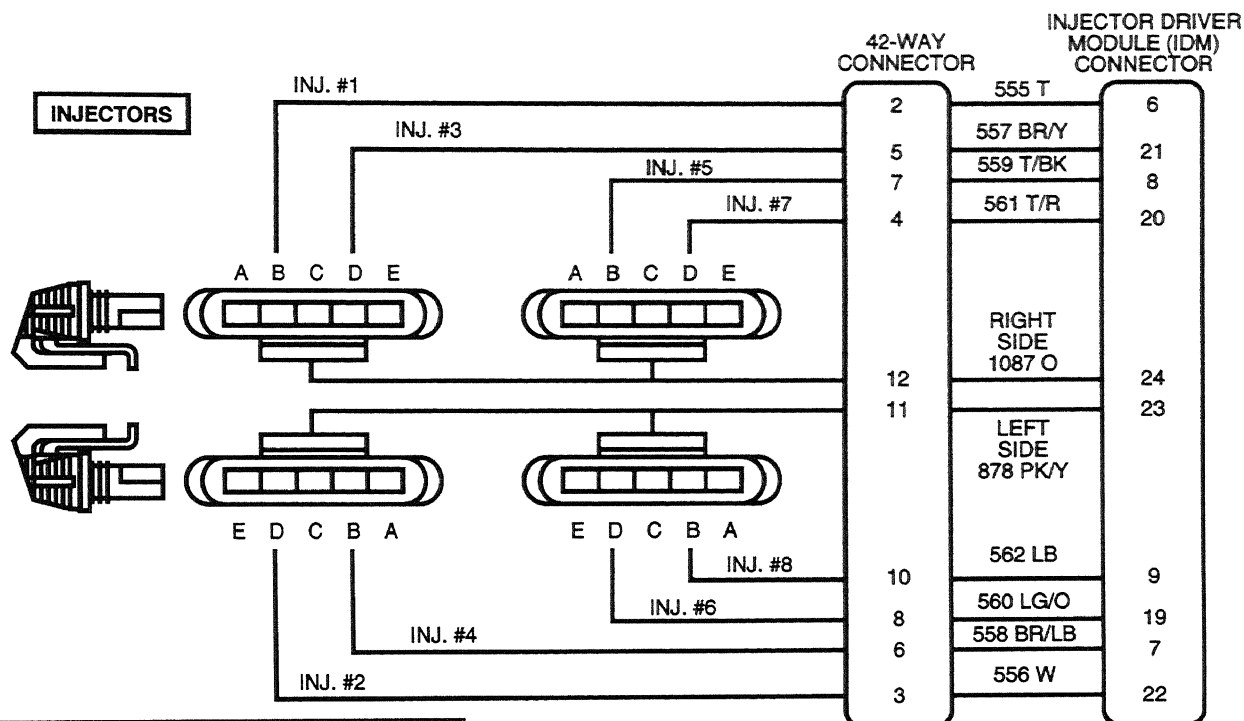 INJECTOR DRIVER
MODULE (IDM)
CONNECTOR
42-WAY
CONNECTOR
INJECTORS
INJ. #1
2
555 T
6
INJ. #3
5
557 BR/Y
21
INJ. #5
7
559 T/BK
8
INJ. #7
4
561 T/R
20
A B C D E
A B C D E
RIGHT
SIDE
1087 O
12
24
11
23
LEFT
SIDE
878 PK/Y
E D C B A
E D C B A
INJ. #8
10
562 LB
9
INJ. #6
8
560 LG/O
19
INJ. #4
6
558 BR/LB
7
INJ. #2
3
556 W
22